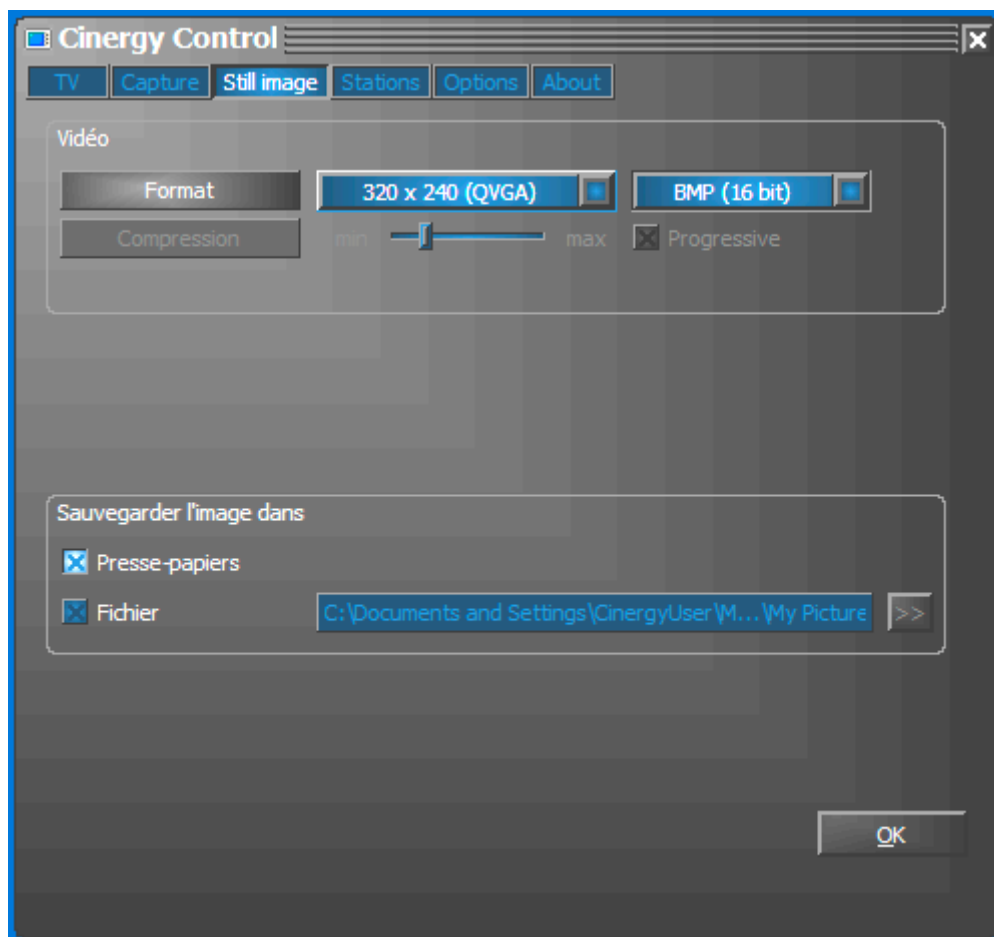 Cinergy Control
TV Capture Still image Stations Options About
Vidéo
Format 320 x 240 (QVGA) BMP (16 bit)
Compression min max Progressive
Sauvegarder l'image dans
Presse-papiers
Fichier C:\Documents and Settings\CinergyUser\M...\My Picture >>
OK